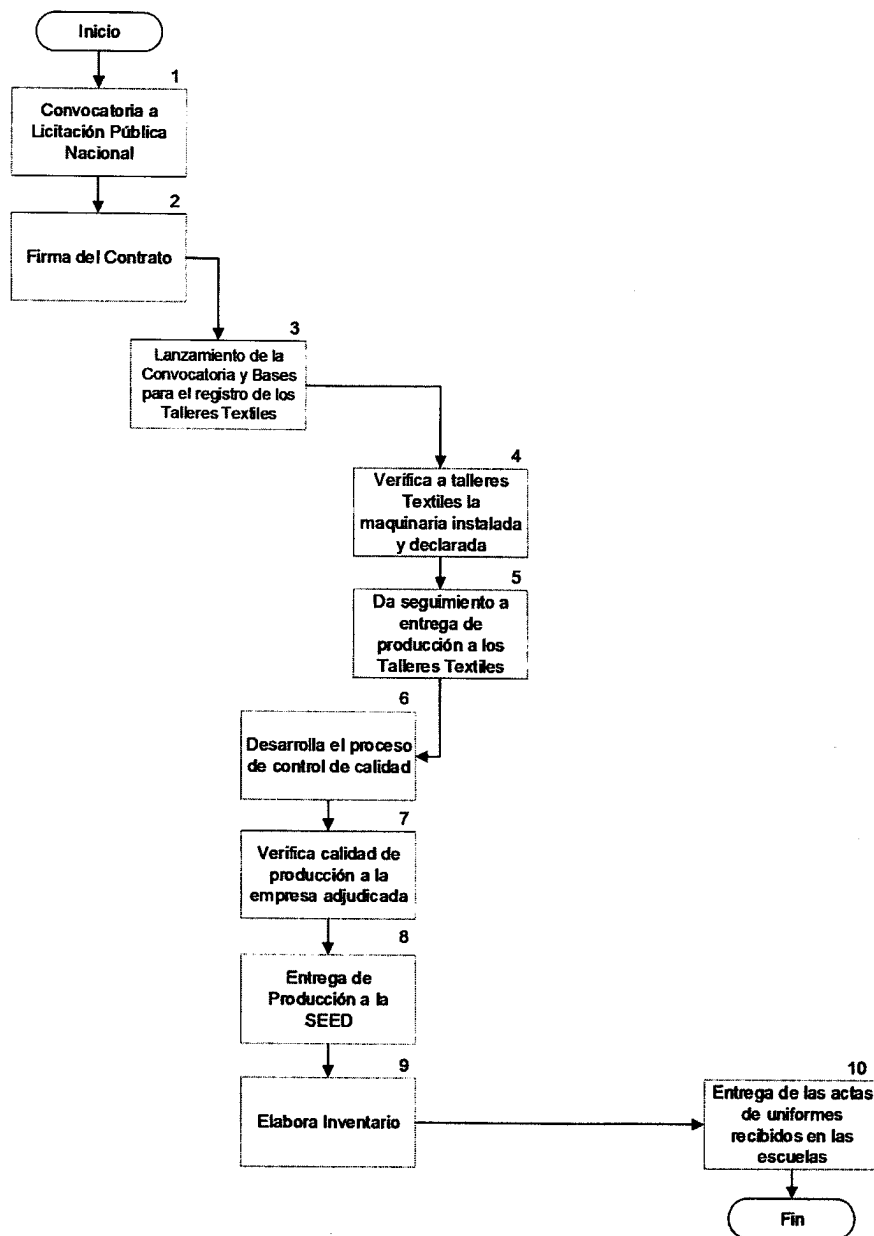 Inicio
1
Convocatoria a
Licitación Pública
Nacional
2
Firma del Contrato
3
Lanzamiento de la
Convocatoria y Bases
para el registro de los
Talleres Textiles
4
Verifica a talleres
Textiles la
maquinaria instalada
y declarada
5
Da seguimiento a
entrega de
producción a los
Talleres Textiles
6
Desarrolla el proceso
de control de calidad
7
Verifica calidad de
producción a la
empresa adjudicada
8
Entrega de
Producción a la
SEED
9
Elabora Inventario
10
Entrega de las actas
de uniformes
recibidos en las
escuelas
Fin